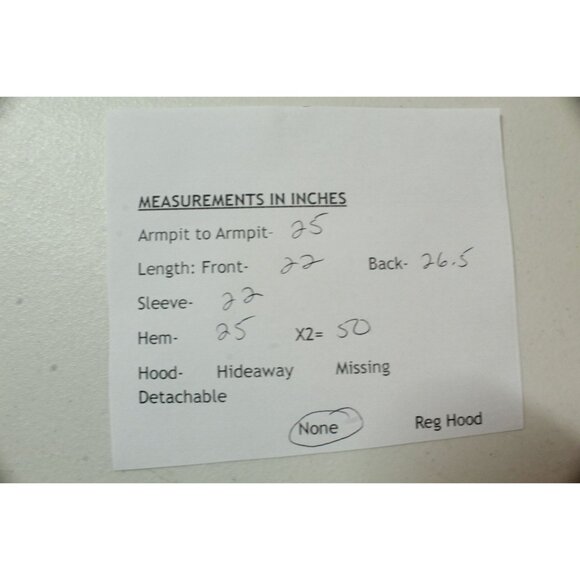 MEASUREMENTS IN INCHES
Armpit to Armpit- 25
Length: Front- 22 Back- 26.5
Sleeve- 22
Hem- 25 X2= 50
Hood- Hideaway Missing
Detachable
None Reg Hood